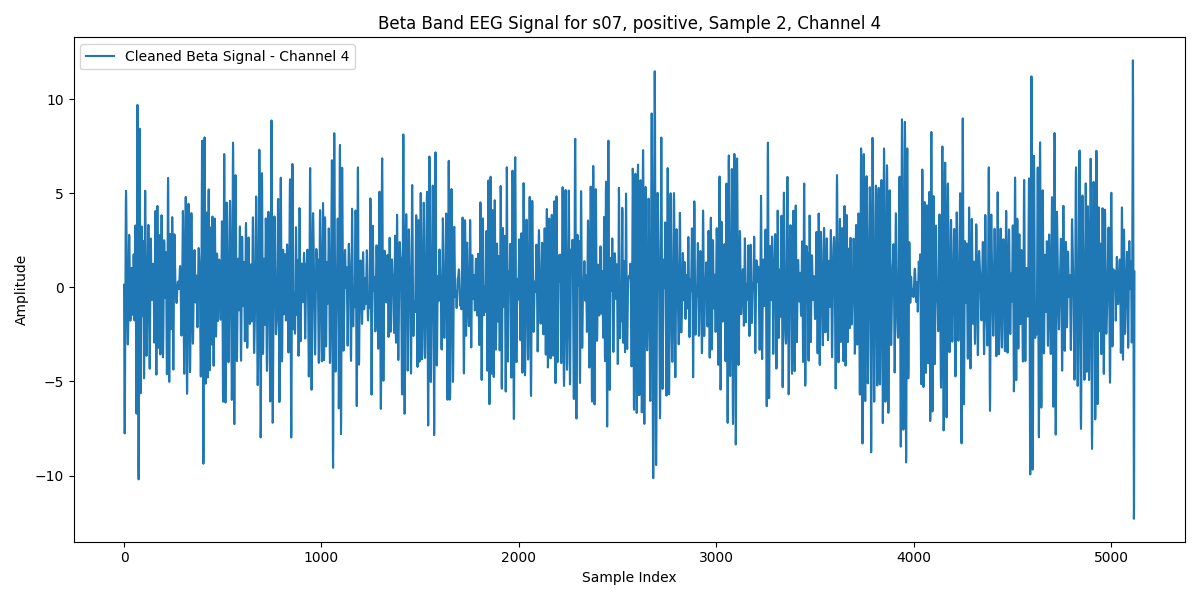 Beta Band EEG Signal for s07, positive, Sample 2, Channel 4
Cleaned Beta Signal - Channel 4
Amplitude
10
5
0
−5
−10
0 1000 2000 3000 4000 5000
Sample Index